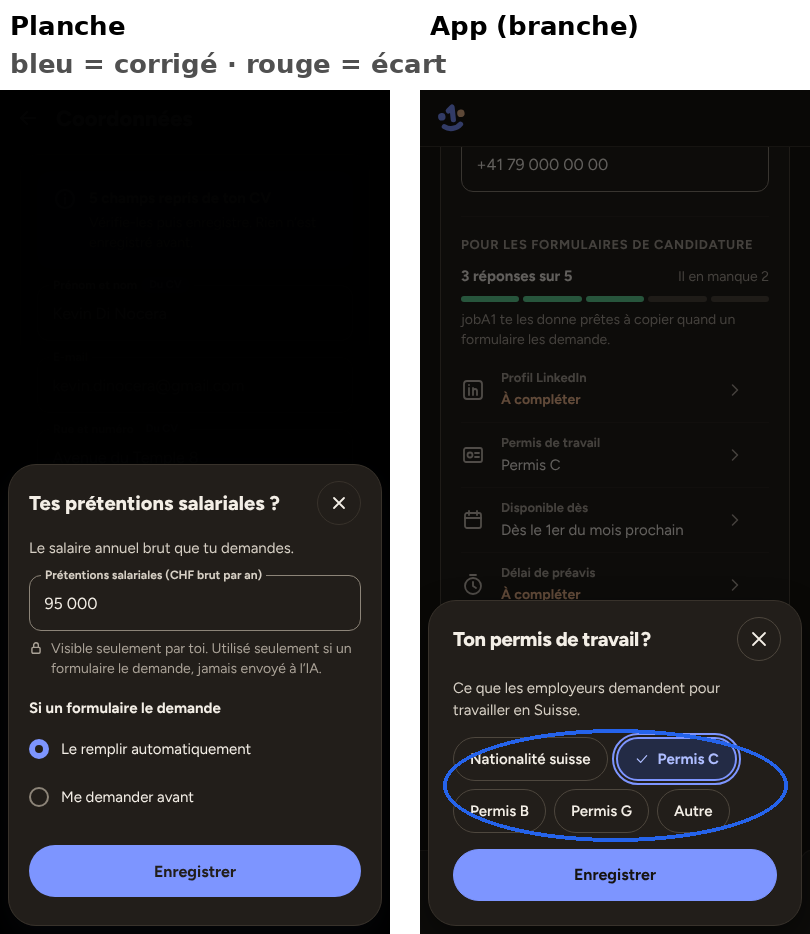 Planche
App (branche)
bleu = corrigé · rouge = écart
Coordonnées
Tes prétentions salariales ?
Le salaire annuel brut que tu demandes.
Prétentions salariales (CHF brut par an)
95 000
Visible seulement par toi. Utilisé seulement si un
formulaire le demande, jamais envoyé à l’IA.
Si un formulaire le demande
Le remplir automatiquement
Me demander avant
Enregistrer
+41 79 000 00 00
POUR LES FORMULAIRES DE CANDIDATURE
3 réponses sur 5
Il en manque 2
jobA1 te les donne prêtes à copier quand un
formulaire les demande.
Profil LinkedIn
À compléter
Permis de travail
Permis C
Disponible dès
Dès le 1er du mois prochain
Délai de préavis
À compléter
Ton permis de travail ?
Ce que les employeurs demandent pour
travailler en Suisse.
Nationalité suisse
Permis C
Permis B
Permis G
Autre
Enregistrer